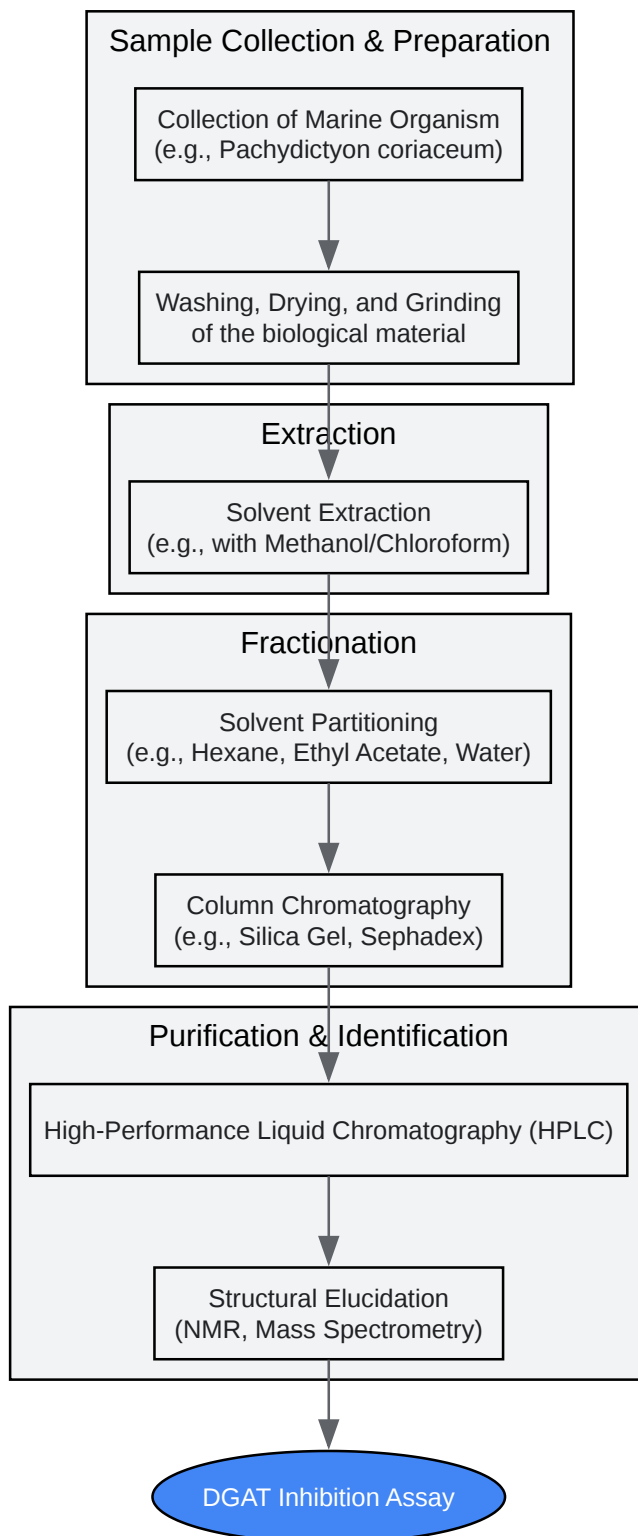 Sample Collection & Preparation
Collection of Marine Organism
(e.g., Pachydictyon coriaceum)
Washing, Drying, and Grinding
of the biological material
Extraction
Solvent Extraction
(e.g., with Methanol/Chloroform)
Fractionation
Solvent Partitioning
(e.g., Hexane, Ethyl Acetate, Water)
Column Chromatography
(e.g., Silica Gel, Sephadex)
Purification & Identification
High-Performance Liquid Chromatography (HPLC)
Structural Elucidation
(NMR, Mass Spectrometry)
DGAT Inhibition Assay